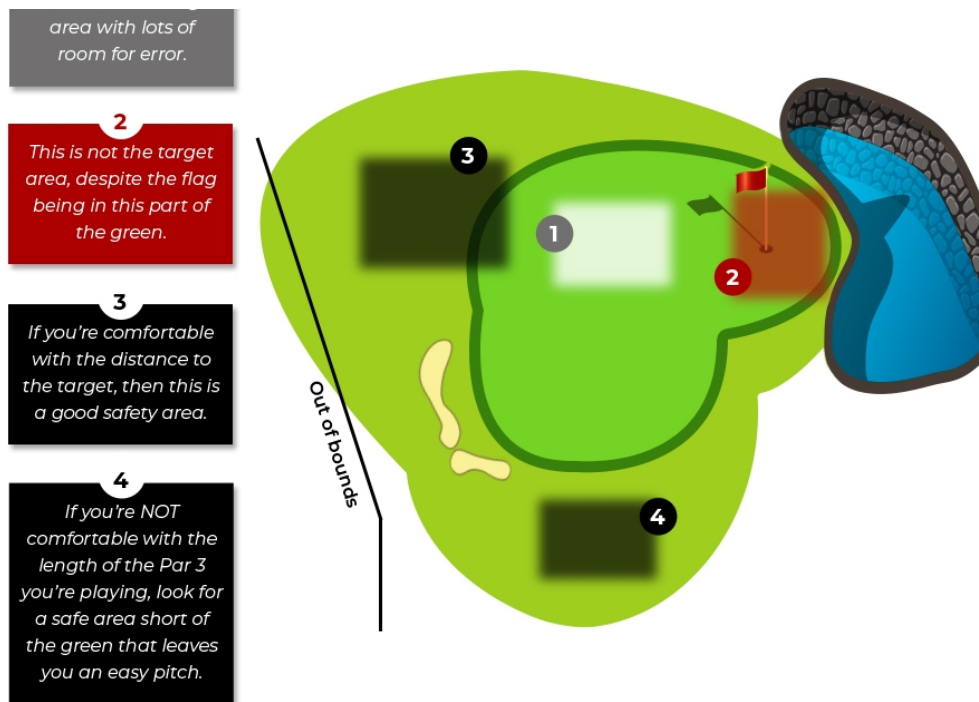 area with lots of
room for error.
2
This is not the target
area, despite the flag
being in this part of
the green.
3
If you’re comfortable
with the distance to
the target, then this is
a good safety area.
4
If you’re NOT
comfortable with the
length of the Par 3
you’re playing, look for
a safe area short of
the green that leaves
you an easy pitch.
3
1
2
Out of bounds
4